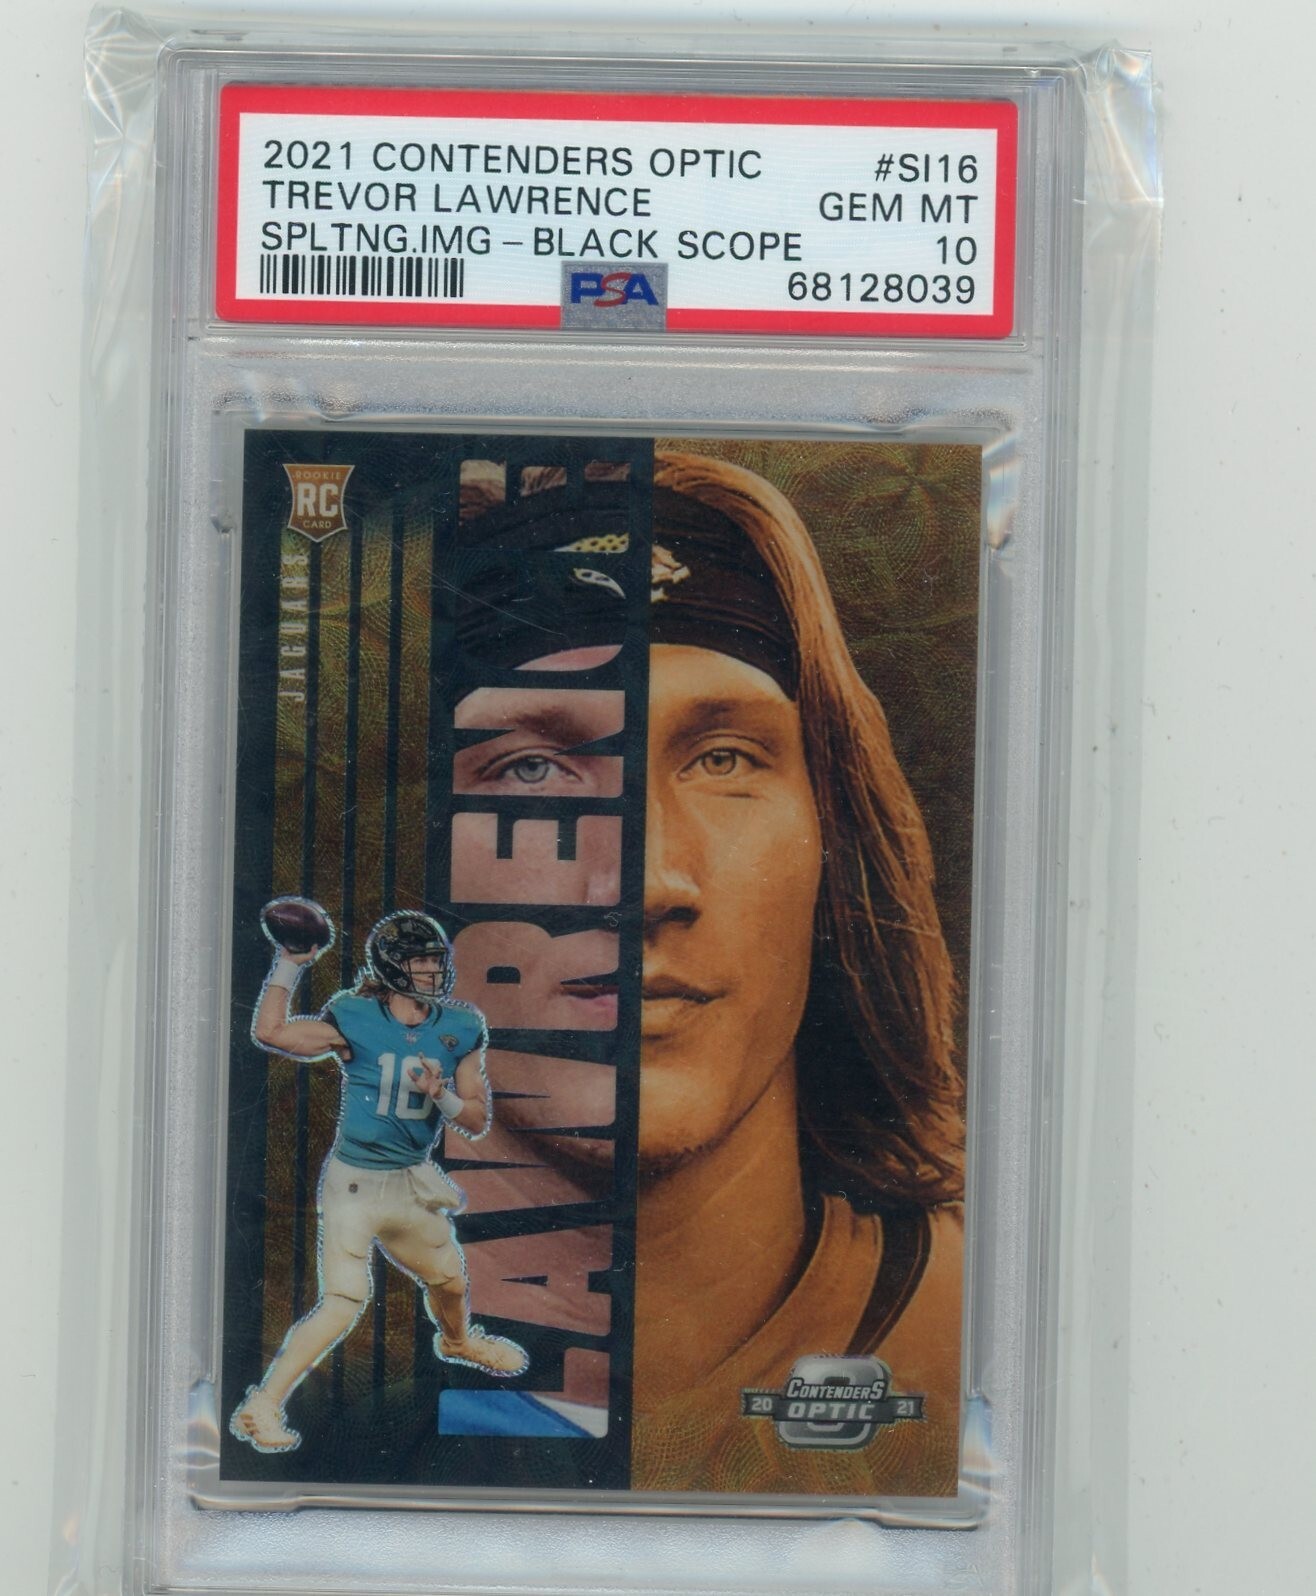 2021 CONTENDERS OPTIC #SI16
TREVOR LAWRENCE GEM MT
SPLTNG.IMG – BLACK SCOPE 10
68128039
PSA
ROOKIE
RC
CARD
JAGUARS
LAWRENCE
16
CONTENDERS
20 OPTIC 21